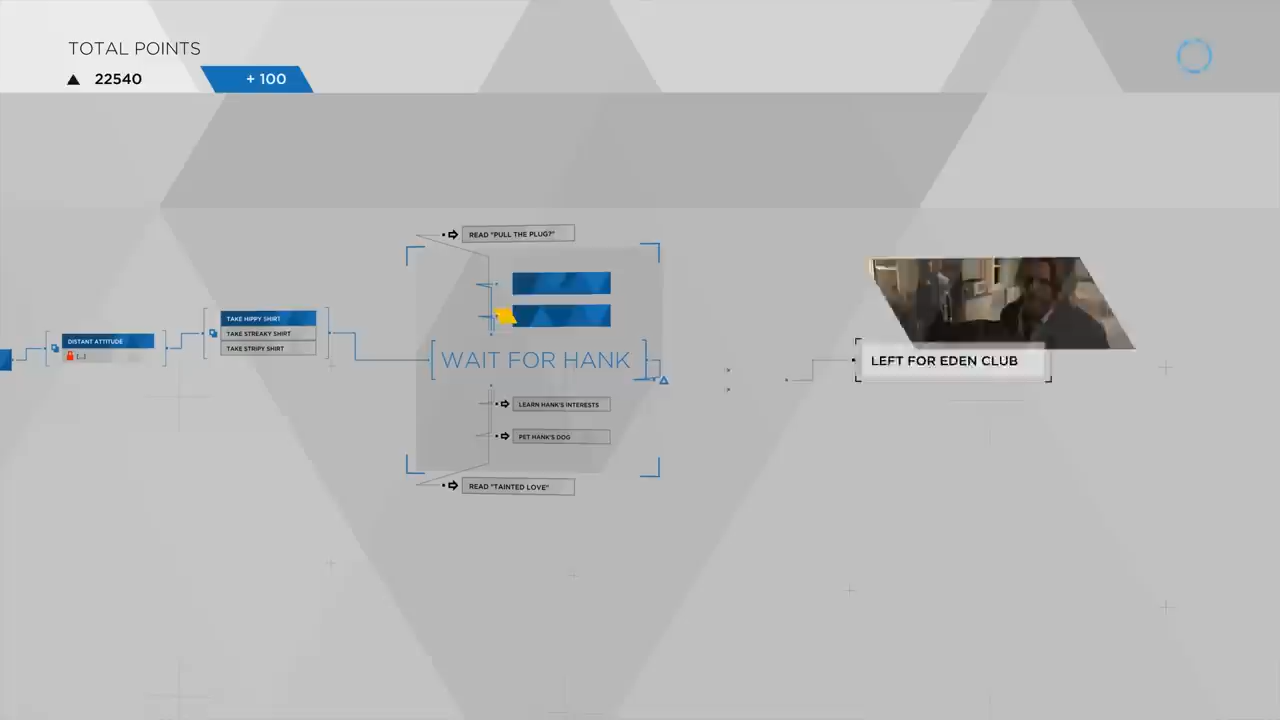 TOTAL POINTS
▲ 22540
+ 100
READ "PULL THE PLUG?"
DISTANT ATTITUDE
[...]
TAKE HIPPY SHIRT
TAKE STREAKY SHIRT
TAKE STRIPY SHIRT
WAIT FOR HANK
LEARN HANK'S INTERESTS
PET HANK'S DOG
READ "TAINTED LOVE"
LEFT FOR EDEN CLUB